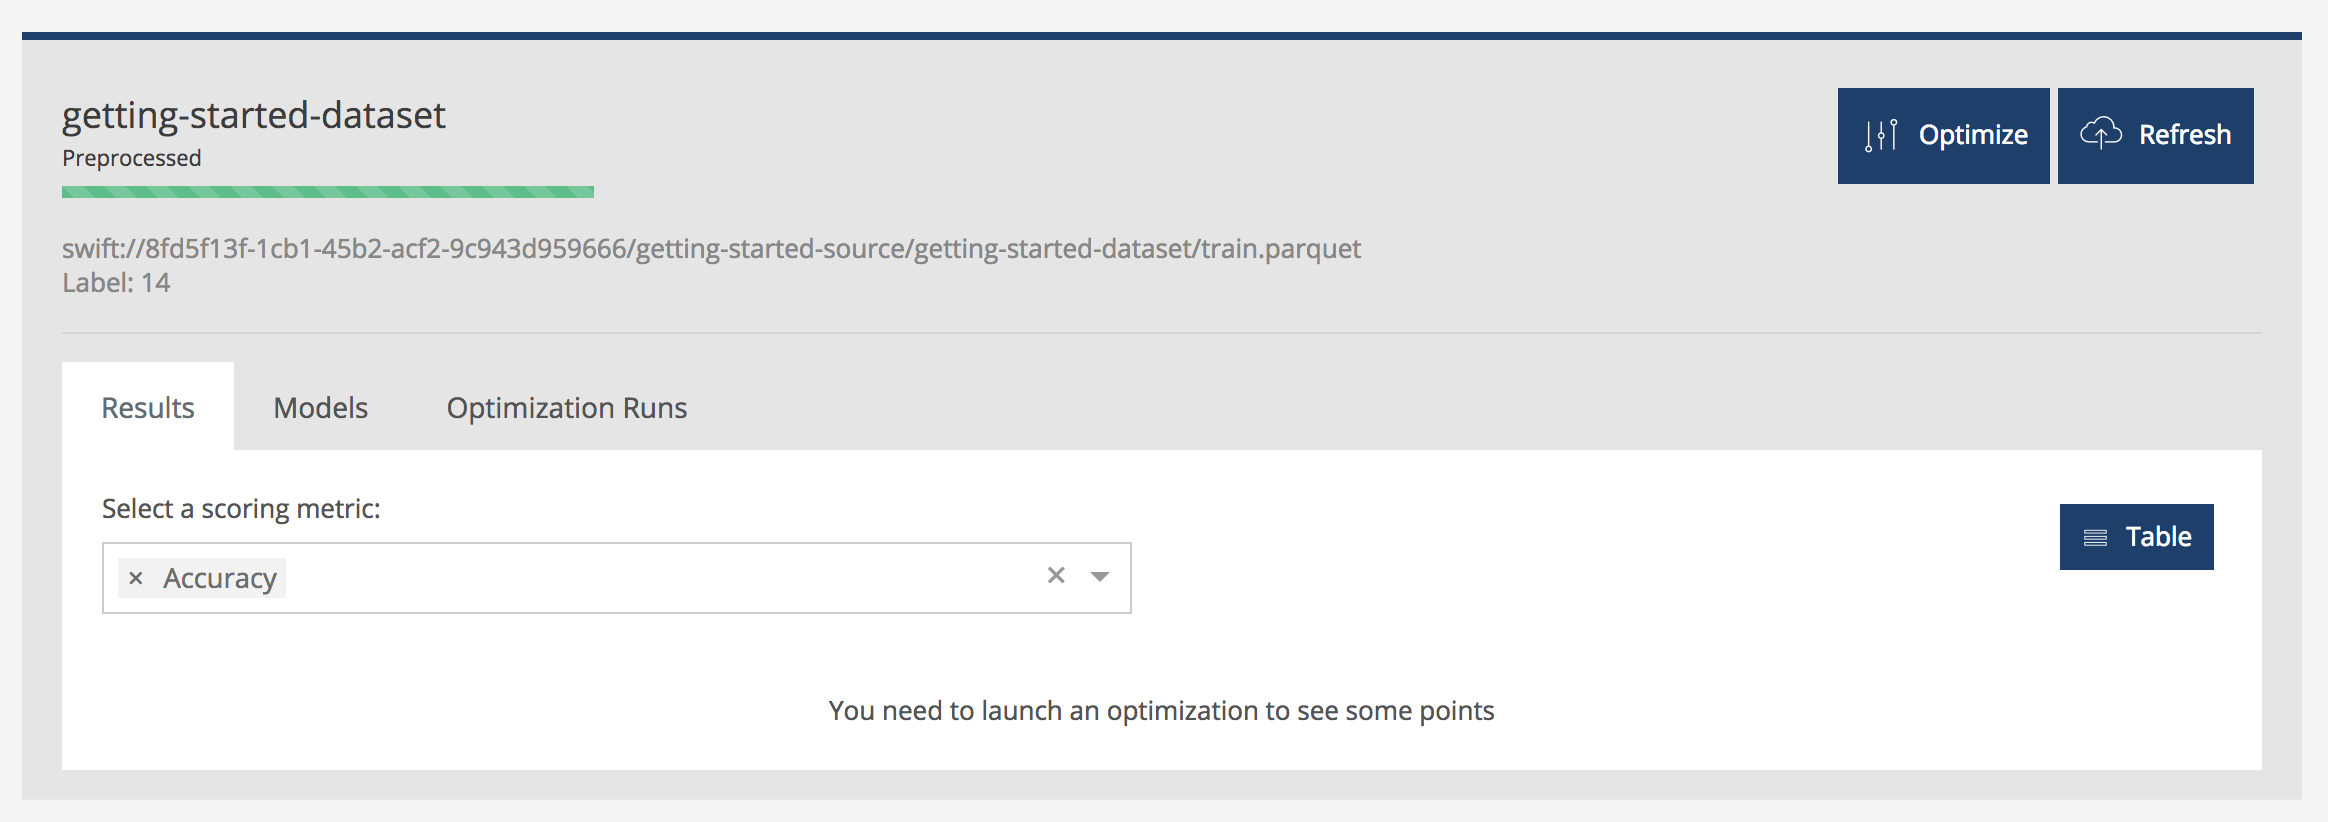 getting-started-dataset
Preprocessed
Optimize
Refresh
swift://8fd5f13f-1cb1-45b2-acf2-9c943d959666/getting-started-source/getting-started-dataset/train.parquet
Label: 14
Results
Models
Optimization Runs
Select a scoring metric:
× Accuracy
Table
You need to launch an optimization to see some points